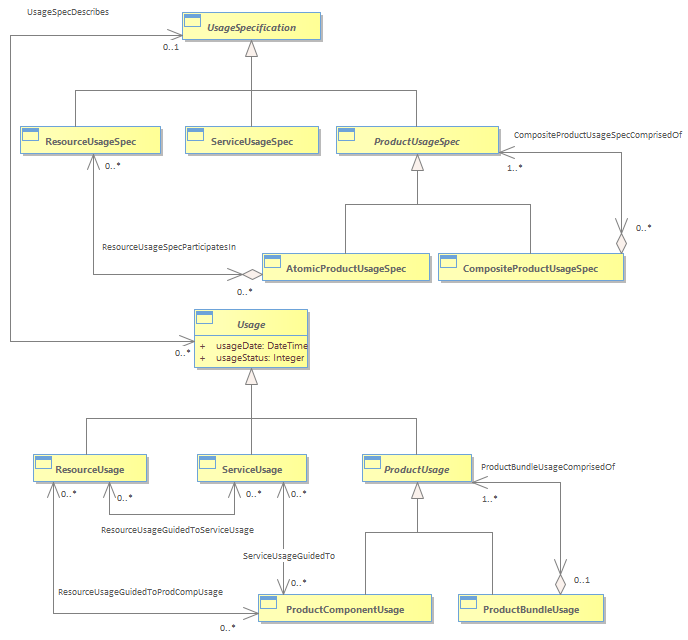 UsageSpecDescribes
UsageSpecification
0..1
ResourceUsageSpec
ServiceUsageSpec
ProductUsageSpec
CompositeProductUsageSpecComprisedOf
0..*
1..*
0..*
ResourceUsageSpecParticipatesIn
AtomicProductUsageSpec
CompositeProductUsageSpec
0..*
Usage
+ usageDate: DateTime
+ usageStatus: Integer
0..*
ResourceUsage
ServiceUsage
ProductUsage
ProductBundleUsageComprisedOf
0..*
0..*
0..*
0..*
1..*
ResourceUsageGuidedToServiceUsage
ServiceUsageGuidedTo
0..*
0..1
ResourceUsageGuidedToProdCompUsage
ProductComponentUsage
ProductBundleUsage
0..*